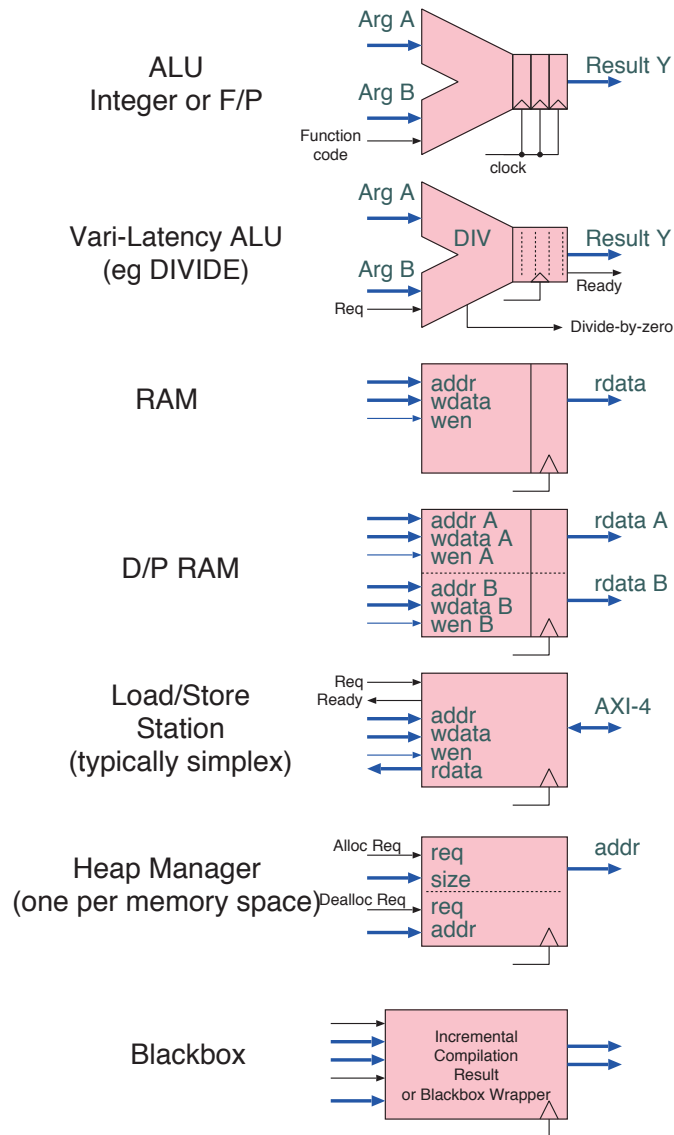 ALU
Integer or F/P
Arg A
Arg B
Function
code
clock
Result Y
Vari-Latency ALU
(eg DIVIDE)
Arg A
Arg B
Req
DIV
Result Y
Ready
Divide-by-zero
RAM
addr
wdata
wen
rdata
D/P RAM
addr A
wdata A
wen A
addr B
wdata B
wen B
rdata A
rdata B
Load/Store
Station
(typically simplex)
Req
Ready
addr
wdata
wen
rdata
AXI-4
Heap Manager
(one per memory space)
Alloc Req
Dealloc Req
req
size
req
addr
addr
Blackbox
Incremental
Compilation
Result
or Blackbox Wrapper